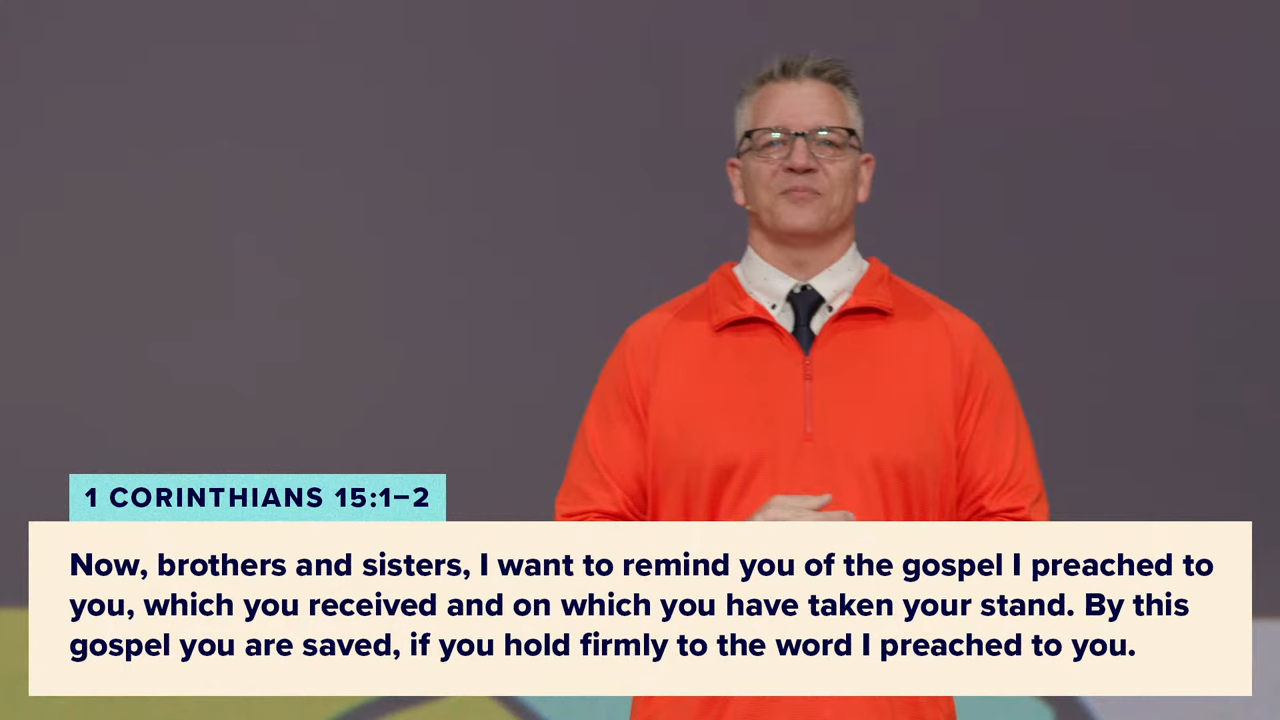 1 CORINTHIANS 15:1–2
Now, brothers and sisters, I want to remind you of the gospel I preached to
you, which you received and on which you have taken your stand. By this
gospel you are saved, if you hold firmly to the word I preached to you.